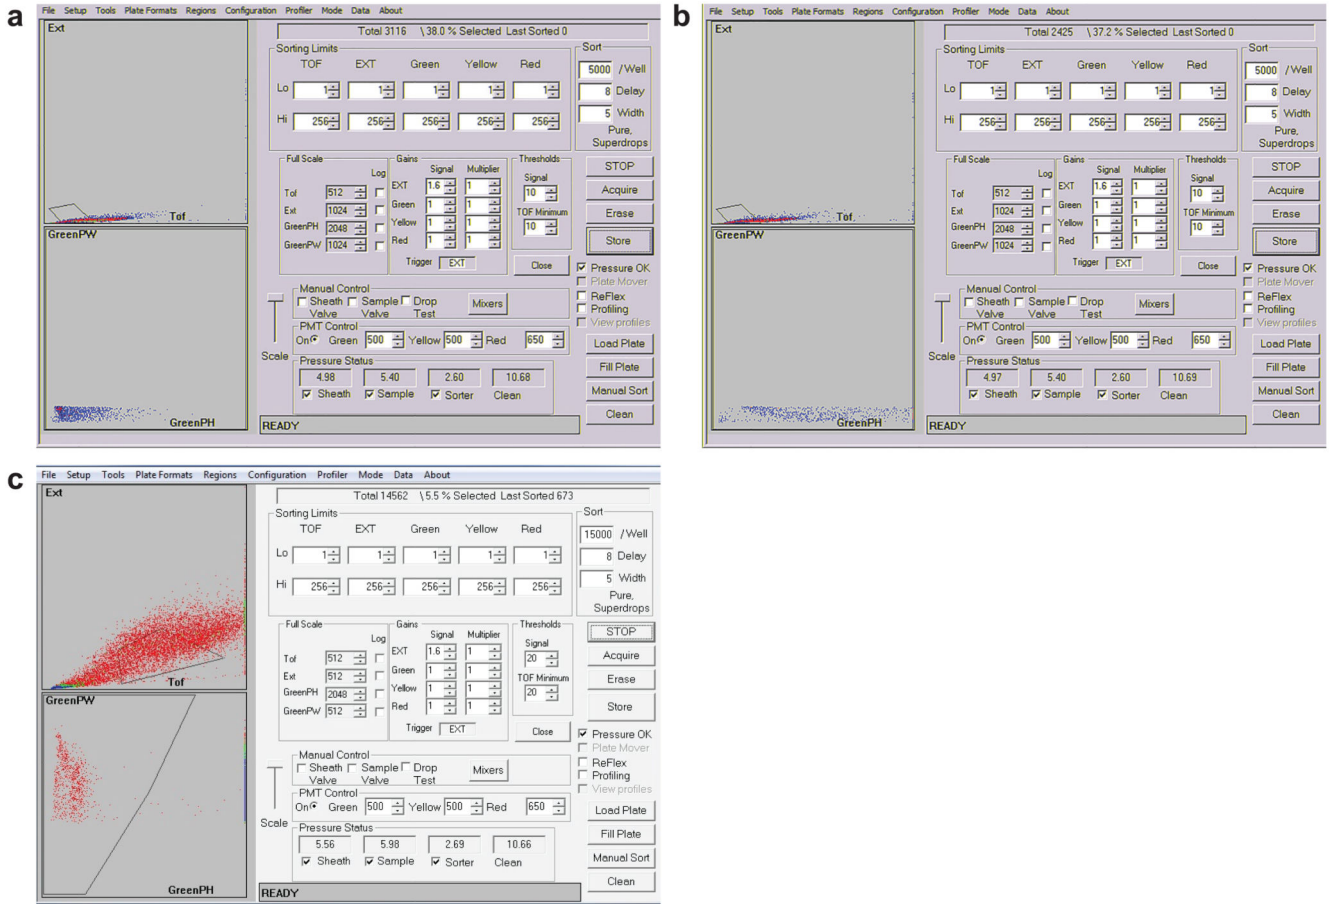 a
File Setup Tools Plate Formats Regions Configuration Profiler Mode Data About
Ext
Total 3116 \ 38.0 % Selected Last Sorted 0
Sorting Limits
TOF EXT Green Yellow Red
Lo 1 1 1 1 1
Hi 256 256 256 256 256
Sort
5000 /Well
8 Delay
5 Width
Pure,
Superdrops
Full Scale
Log
Tof 512
Ext 1024
GreenPH 2048
GreenPW 1024
Gains
Signal Multiplier
EXT 1.6 1
Green 1 1
Yellow 1 1
Red 1 1
Trigger EXT
Thresholds
Signal
10
TOF Minimum
10
Close
STOP
Acquire
Erase
Store
Tof
GreenPW
Pressure OK
Plate Mover
ReFlex
Profiling
View profiles
Manual Control
Sheath Valve Sample Valve Drop Test Mixers
PMT Control
On Green 500 Yellow 500 Red 650
Scale
Pressure Status
4.98 5.40 2.60 10.68
Sheath Sample Sorter Clean
Load Plate
Fill Plate
Manual Sort
Clean
GreenPH
READY
b
File Setup Tools Plate Formats Regions Configuration Profiler Mode Data About
Ext
Total 2425 \ 37.2 % Selected Last Sorted 0
Sorting Limits
TOF EXT Green Yellow Red
Lo 1 1 1 1 1
Hi 256 256 256 256 256
Sort
5000 /Well
8 Delay
5 Width
Pure,
Superdrops
Full Scale
Log
Tof 512
Ext 1024
GreenPH 2048
GreenPW 1024
Gains
Signal Multiplier
EXT 1.6 1
Green 1 1
Yellow 1 1
Red 1 1
Trigger EXT
Thresholds
Signal
10
TOF Minimum
10
Close
STOP
Acquire
Erase
Store
Tof
GreenPW
Pressure OK
Plate Mover
ReFlex
Profiling
View profiles
Manual Control
Sheath Valve Sample Valve Drop Test Mixers
PMT Control
On Green 500 Yellow 500 Red 650
Scale
Pressure Status
4.97 5.40 2.60 10.69
Sheath Sample Sorter Clean
Load Plate
Fill Plate
Manual Sort
Clean
GreenPH
READY
c
File Setup Tools Plate Formats Regions Configuration Profiler Mode Data About
Ext
Total 14562 \ 5.5 % Selected Last Sorted 673
Sorting Limits
TOF EXT Green Yellow Red
Lo 1 1 1 1 1
Hi 256 256 256 256 256
Sort
15000 /Well
8 Delay
5 Width
Pure,
Superdrops
Full Scale
Log
Tof 512
Ext 512
GreenPH 2048
GreenPW 512
Gains
Signal Multiplier
EXT 1.6 1
Green 1 1
Yellow 1 1
Red 1 1
Trigger EXT
Thresholds
Signal
20
TOF Minimum
20
Close
STOP
Acquire
Erase
Store
Tof
GreenPW
Pressure OK
Plate Mover
ReFlex
Profiling
View profiles
Manual Control
Sheath Valve Sample Valve Drop Test Mixers
PMT Control
On Green 500 Yellow 500 Red 650
Scale
Pressure Status
5.56 5.98 2.69 10.66
Sheath Sample Sorter Clean
Load Plate
Fill Plate
Manual Sort
Clean
GreenPH
READY